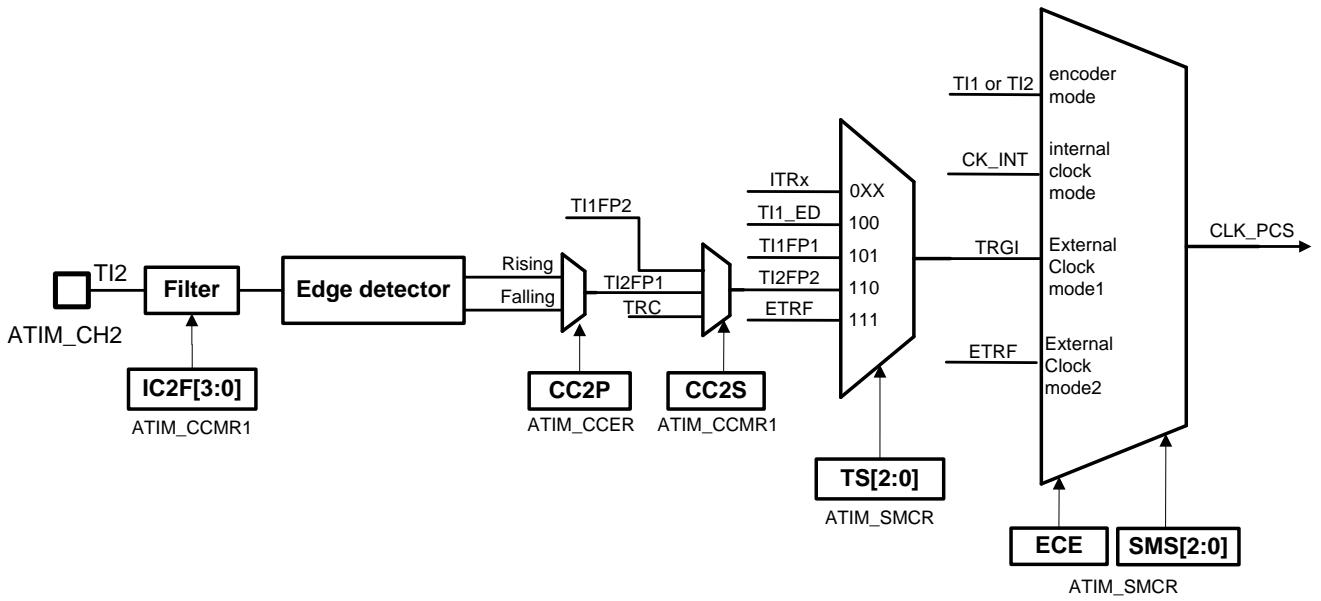 TI2
ATIM_CH2
Filter
IC2F[3:0]
ATIM_CCMR1
Edge detector
Rising
Falling
CC2P
ATIM_CCER
TI1FP2
TI2FP1
TRC
CC2S
ATIM_CCMR1
ITRx
TI1_ED
TI1FP1
TI2FP2
ETRF
0XX
100
101
110
111
TS[2:0]
ATIM_SMCR
TI1 or TI2
CK_INT
TRGI
ETRF
encoder
mode
internal
clock
mode
External
Clock
mode1
External
Clock
mode2
ECE
SMS[2:0]
ATIM_SMCR
CLK_PCS